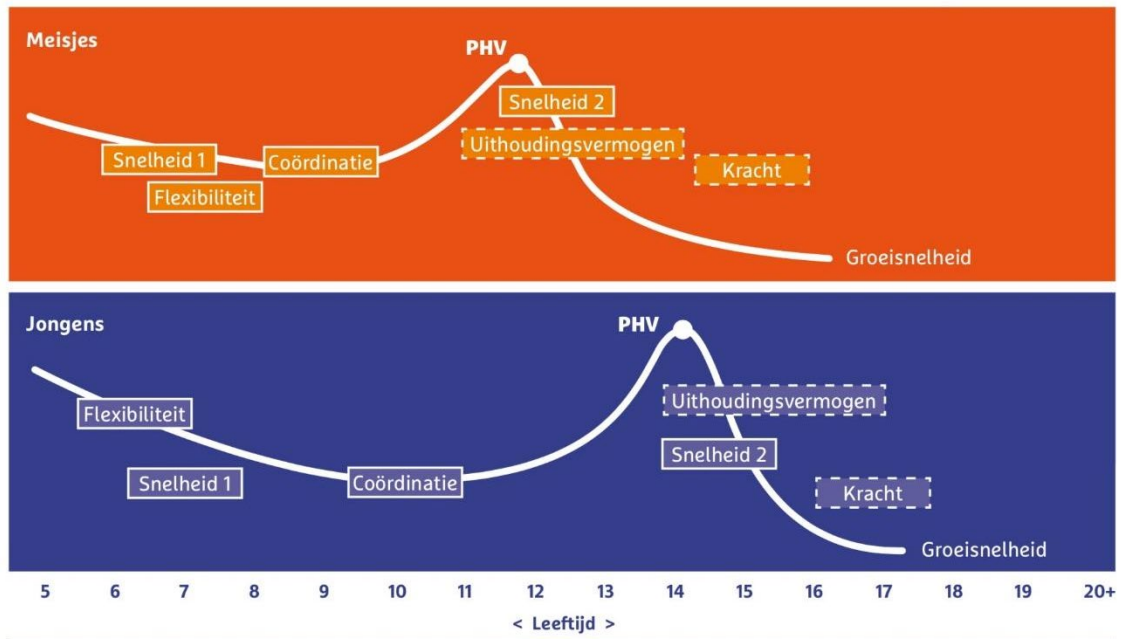 Meisjes
PHV
Snelheid 2
Uithoudingsvermogen
Snelheid 1
Coördinatie
Kracht
Flexibiliteit
Groeisnelheid
Jongens
PHV
Uithoudingsvermogen
Flexibiliteit
Snelheid 2
Snelheid 1
Coördinatie
Kracht
Groeisnelheid
5 6 7 8 9 10 11 12 13 14 15 16 17 18 19 20+
< Leeftijd >